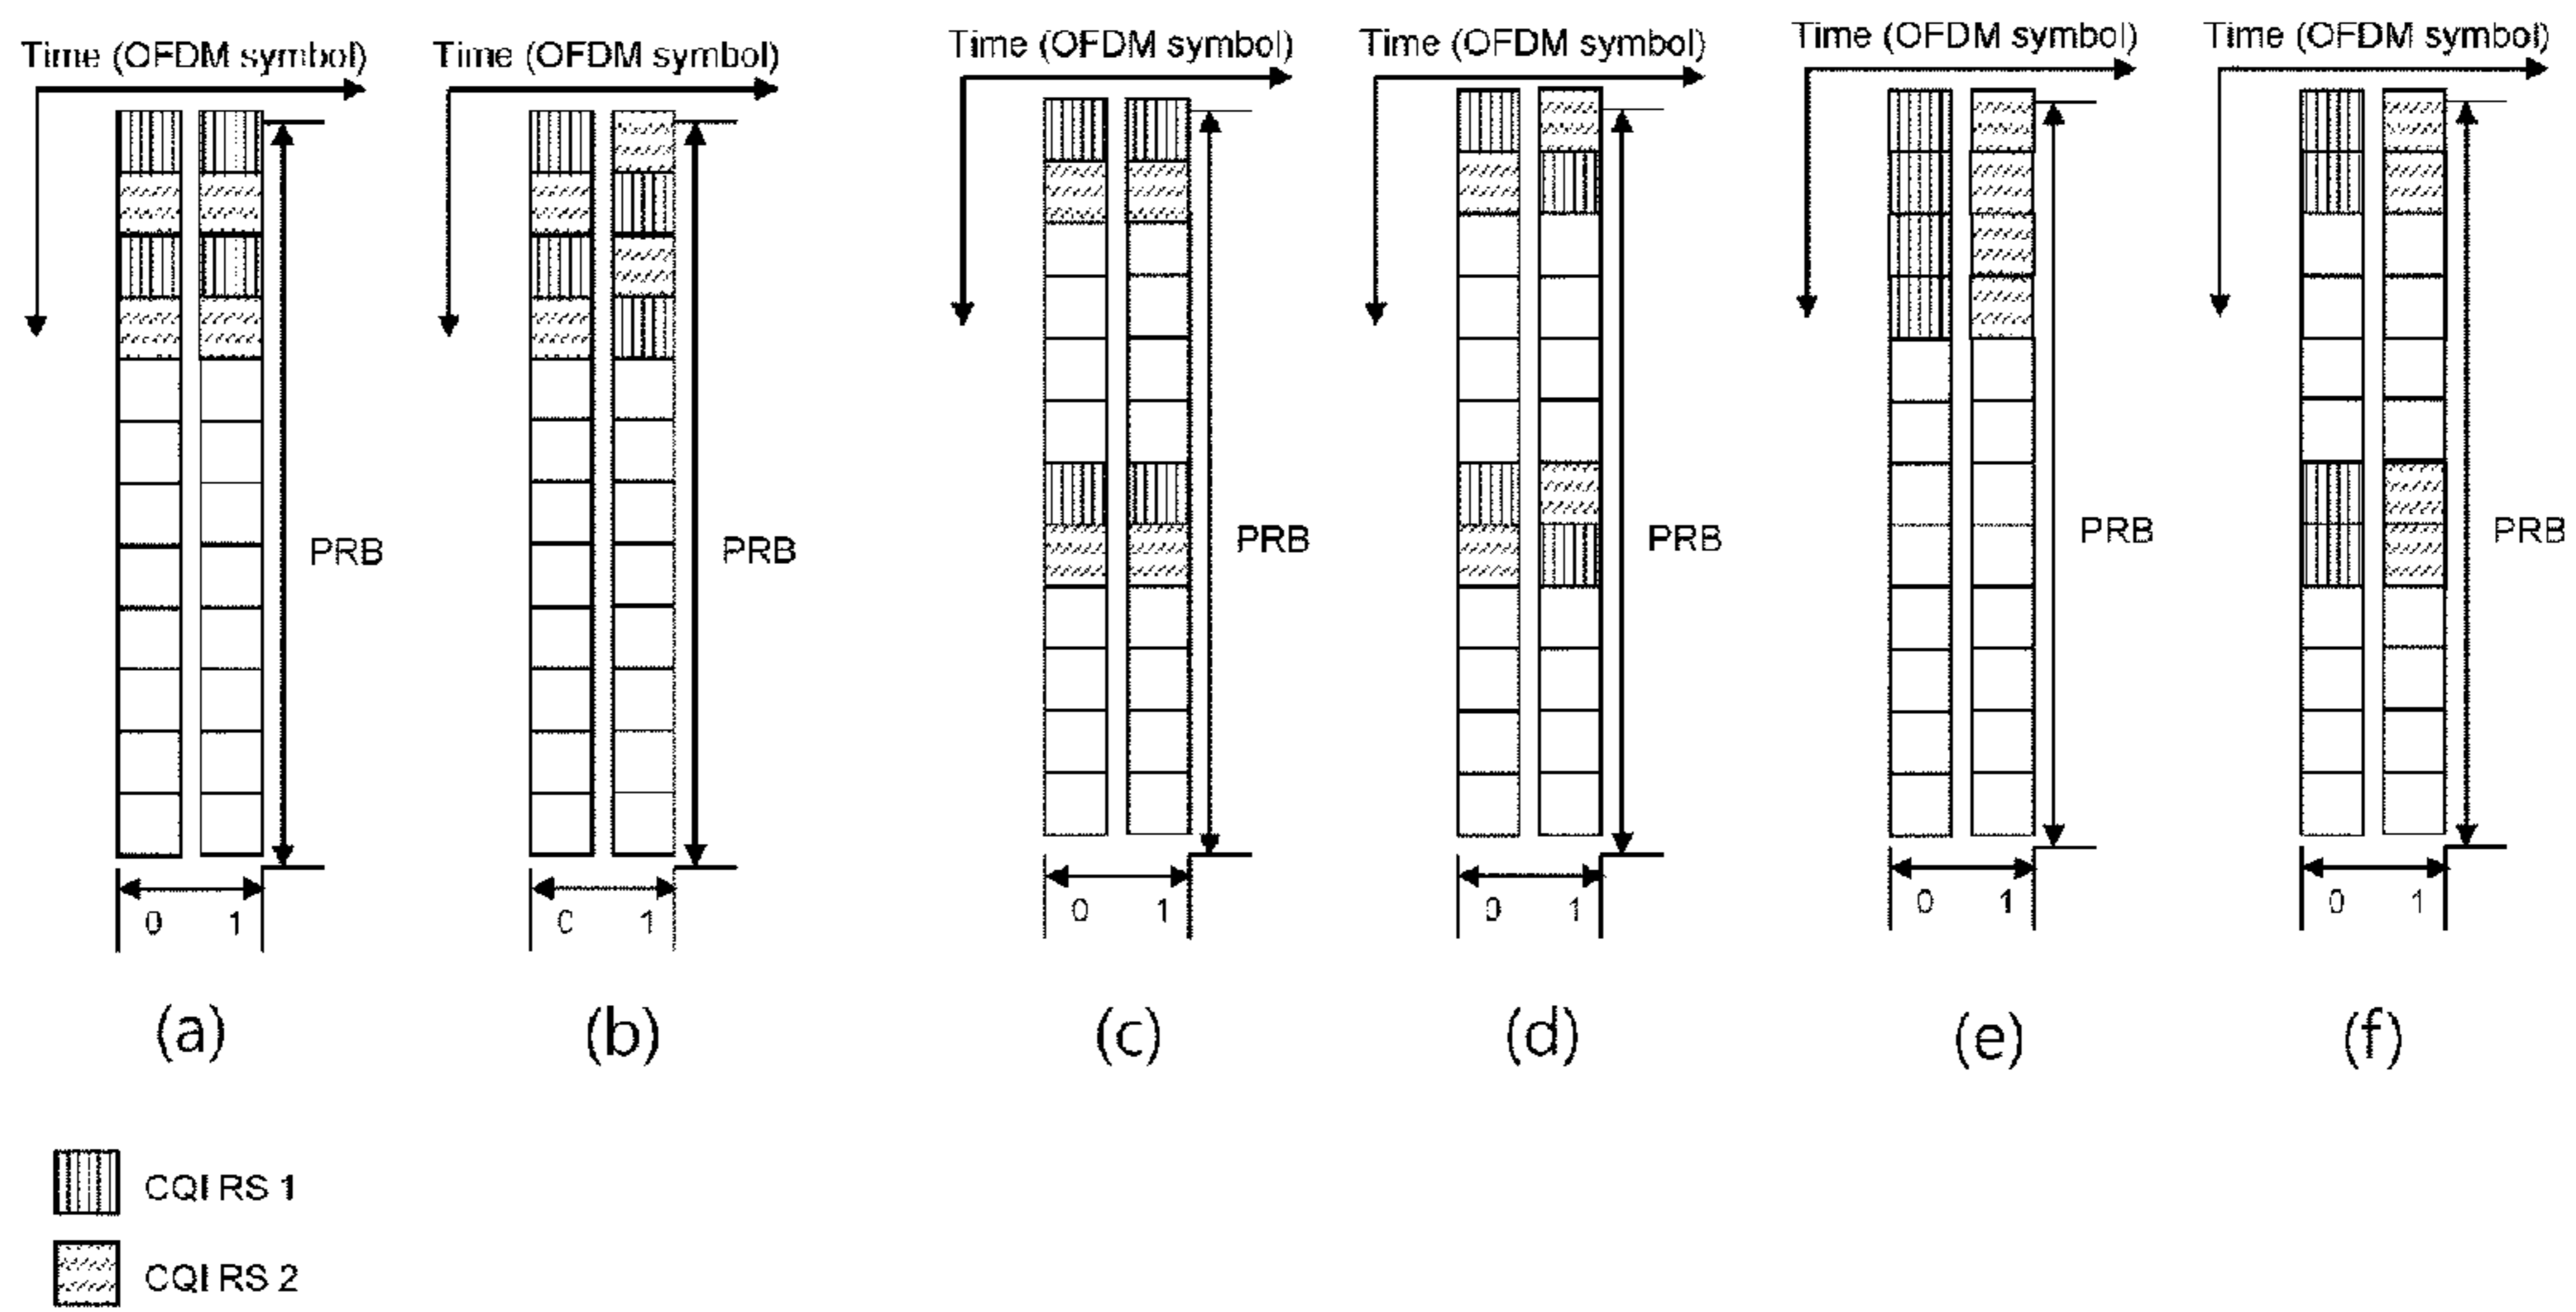 Time (OFDM symbol)
Time (OFDM symbol)
Time (OFDM symbol)
Time (OFDM symbol)
Time (OFDM symbol)
Time (OFDM symbol)
PRB
PRB
PRB
PRB
PRB
PRB
0 1
0 1
0 1
0 1
0 1
0 1
(a)
(b)
(c)
(d)
(e)
(f)
CQI RS 1
CQI RS 2